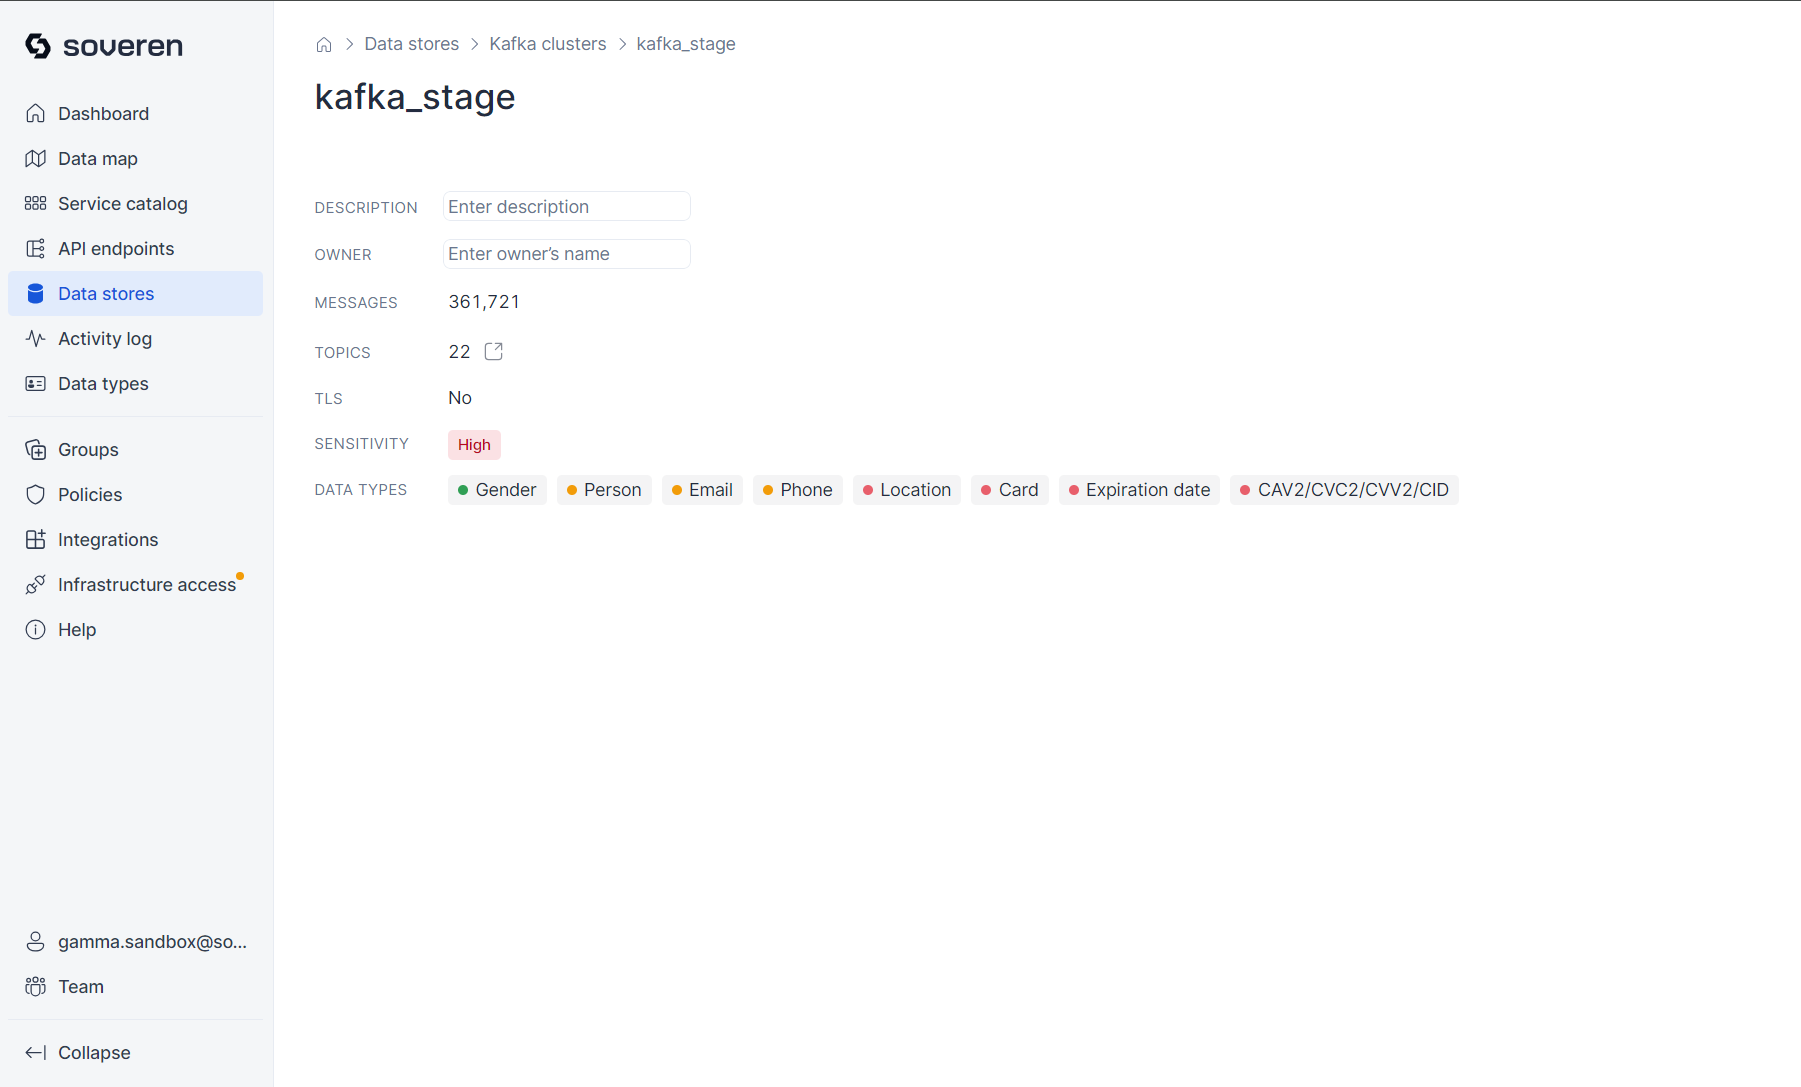 soveren
Dashboard
Data map
Service catalog
API endpoints
Data stores
Activity log
Data types
Groups
Policies
Integrations
Infrastructure access
Help
gamma.sandbox@so...
Team
Collapse
Data stores > Kafka clusters > kafka_stage
kafka_stage
DESCRIPTION Enter description
OWNER Enter owner’s name
MESSAGES 361,721
TOPICS 22
TLS No
SENSITIVITY High
DATA TYPES Gender Person Email Phone Location Card Expiration date CAV2/CVC2/CVV2/CID